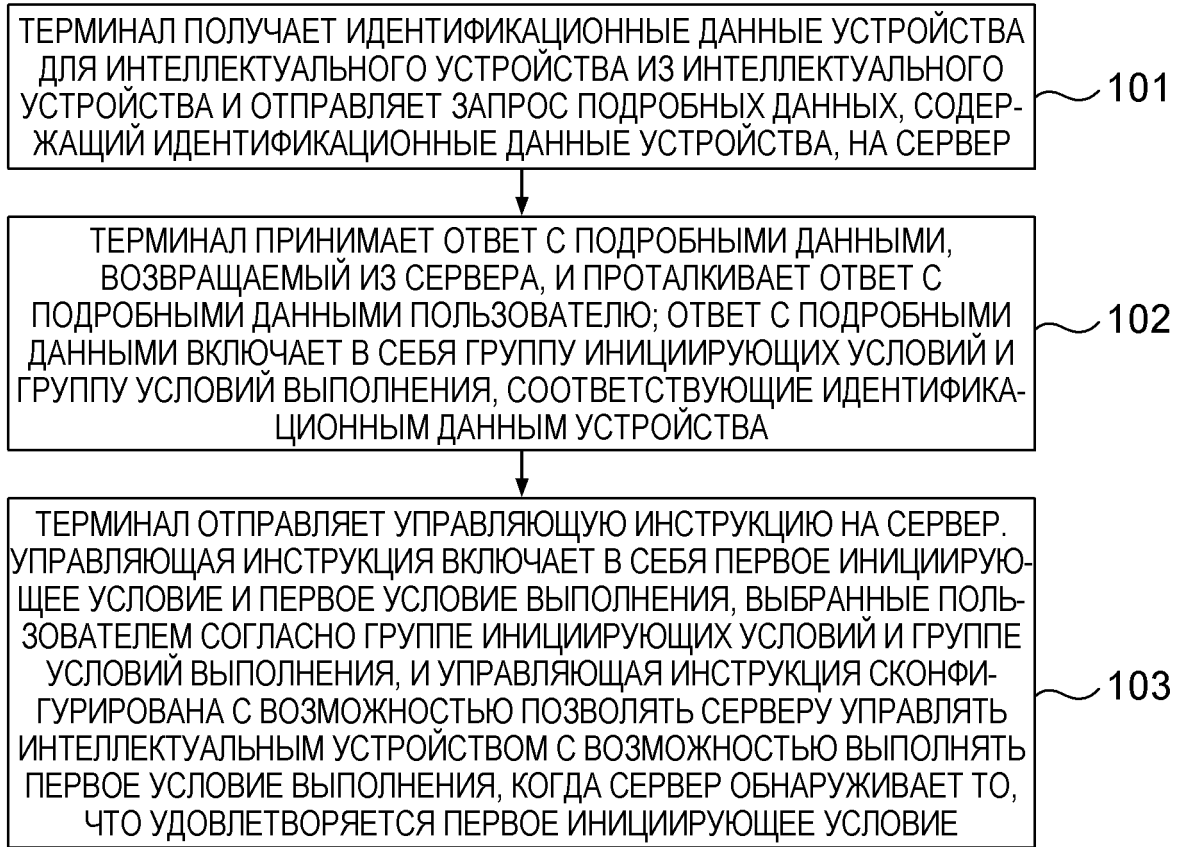 ТЕРМИНАЛ ПОЛУЧАЕТ ИДЕНТИФИКАЦИОННЫЕ ДАННЫЕ УСТРОЙСТВА
ДЛЯ ИНТЕЛЛЕКТУАЛЬНОГО УСТРОЙСТВА ИЗ ИНТЕЛЛЕКТУАЛЬНОГО
УСТРОЙСТВА И ОТПРАВЛЯЕТ ЗАПРОС ПОДРОБНЫХ ДАННЫХ, СОДЕР-
ЖАЩИЙ ИДЕНТИФИКАЦИОННЫЕ ДАННЫЕ УСТРОЙСТВА, НА СЕРВЕР
101
ТЕРМИНАЛ ПРИНИМАЕТ ОТВЕТ С ПОДРОБНЫМИ ДАННЫМИ,
ВОЗВРАЩАЕМЫЙ ИЗ СЕРВЕРА, И ПРОТАЛКИВАЕТ ОТВЕТ С
ПОДРОБНЫМИ ДАННЫМИ ПОЛЬЗОВАТЕЛЮ; ОТВЕТ С ПОДРОБНЫМИ
ДАННЫМИ ВКЛЮЧАЕТ В СЕБЯ ГРУППУ ИНИЦИИРУЮЩИХ УСЛОВИЙ И
ГРУППУ УСЛОВИЙ ВЫПОЛНЕНИЯ, СООТВЕТСТВУЮЩИЕ ИДЕНТИФИКА-
ЦИОННЫМ ДАННЫМ УСТРОЙСТВА
102
ТЕРМИНАЛ ОТПРАВЛЯЕТ УПРАВЛЯЮЩУЮ ИНСТРУКЦИЮ НА СЕРВЕР.
УПРАВЛЯЮЩАЯ ИНСТРУКЦИЯ ВКЛЮЧАЕТ В СЕБЯ ПЕРВОЕ ИНИЦИИРУЮ-
ЩЕЕ УСЛОВИЕ И ПЕРВОЕ УСЛОВИЕ ВЫПОЛНЕНИЯ, ВЫБРАННЫЕ ПОЛЬ-
ЗОВАТЕЛЕМ СОГЛАСНО ГРУППЕ ИНИЦИИРУЮЩИХ УСЛОВИЙ И ГРУППЕ
УСЛОВИЙ ВЫПОЛНЕНИЯ, И УПРАВЛЯЮЩАЯ ИНСТРУКЦИЯ СКОНФИ-
ГУРИРОВАНА С ВОЗМОЖНОСТЬЮ ПОЗВОЛЯТЬ СЕРВЕРУ УПРАВЛЯТЬ
ИНТЕЛЛЕКТУАЛЬНЫМ УСТРОЙСТВОМ С ВОЗМОЖНОСТЬЮ ВЫПОЛНЯТЬ
ПЕРВОЕ УСЛОВИЕ ВЫПОЛНЕНИЯ, КОГДА СЕРВЕР ОБНАРУЖИВАЕТ ТО,
ЧТО УДОВЛЕТВОРЯЕТСЯ ПЕРВОЕ ИНИЦИИРУЮЩЕЕ УСЛОВИЕ
103